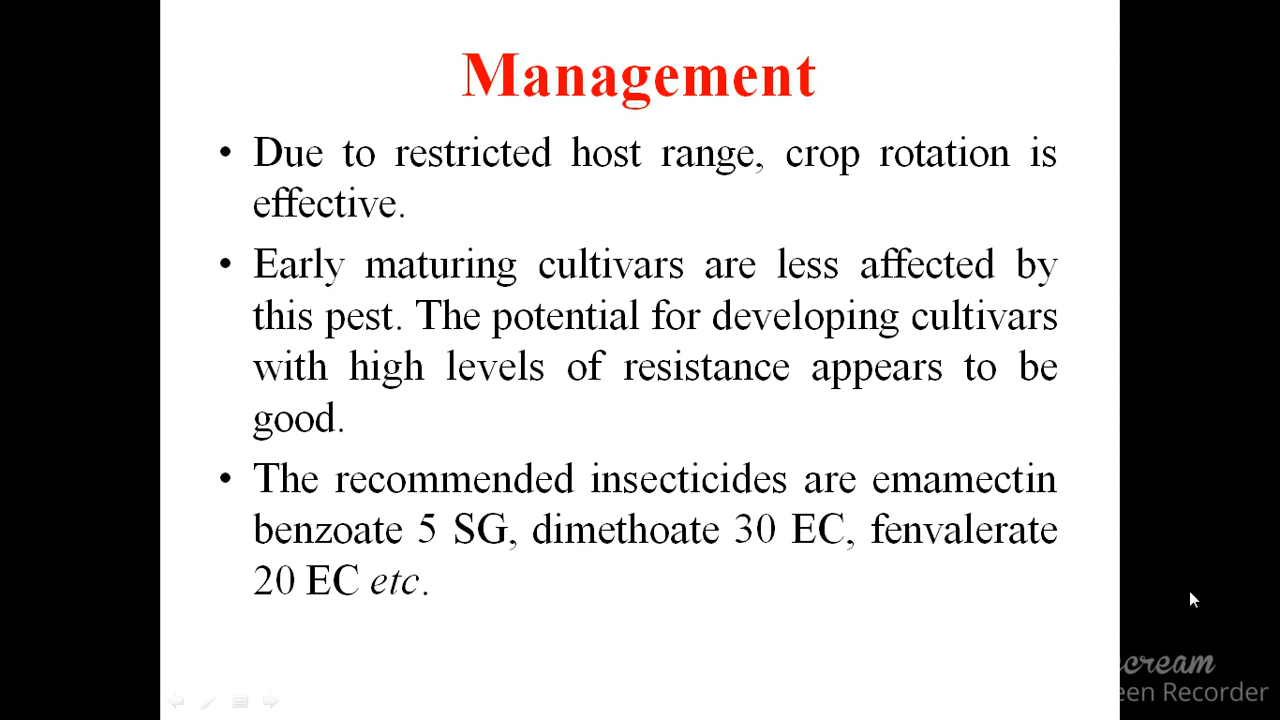 Management
• Due to restricted host range, crop rotation is
effective.
• Early maturing cultivars are less affected by
this pest. The potential for developing cultivars
with high levels of resistance appears to be
good.
• The recommended insecticides are emamectin
benzoate 5 SG, dimethoate 30 EC, fenvalerate
20 EC etc.
cream
een Recorder